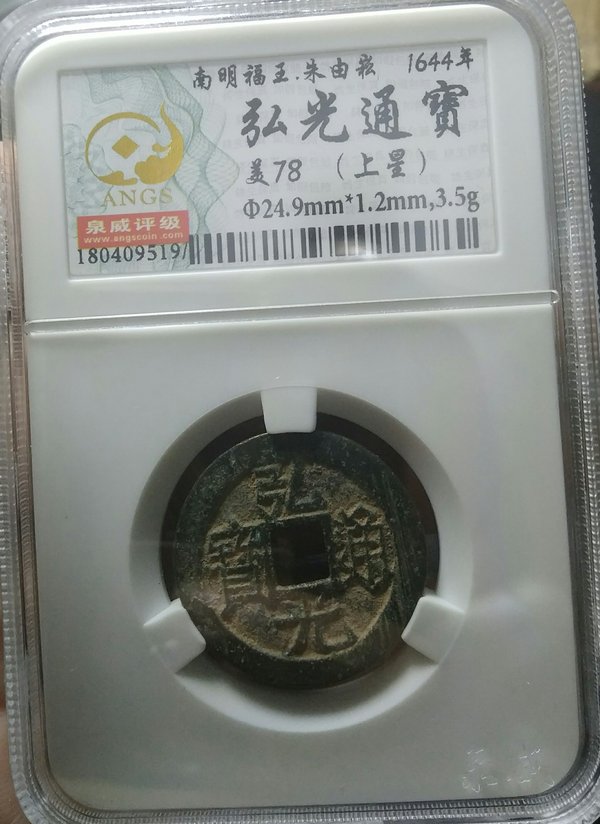 南明福王.朱由崧 1644年
弘光通寳
美78 (上星)
Φ24.9mm*1.2mm,3.5g
ANGS
泉威评级
www.angscoin.com
180409519/
弘光通寳